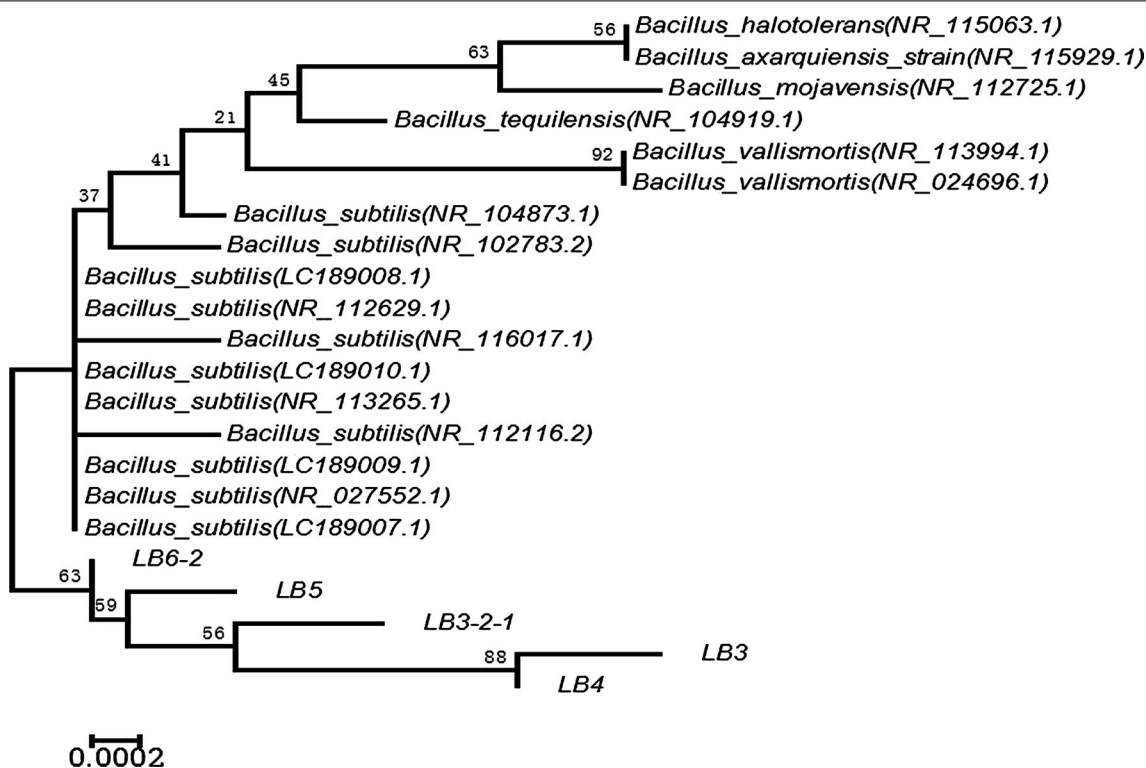 56 Bacillus_halotolerans(NR_115063.1)
Bacillus_axarquiensis_strain(NR_115929.1)
63
Bacillus_mojavensis(NR_112725.1)
45
Bacillus_tequilensis(NR_104919.1)
21
Bacillus_vallismortis(NR_113994.1)
92
Bacillus_vallismortis(NR_024696.1)
41
Bacillus_subtilis(NR_104873.1)
37
Bacillus_subtilis(NR_102783.2)
Bacillus_subtilis(LC189008.1)
Bacillus_subtilis(NR_112629.1)
Bacillus_subtilis(NR_116017.1)
Bacillus_subtilis(LC189010.1)
Bacillus_subtilis(NR_113265.1)
Bacillus_subtilis(NR_112116.2)
Bacillus_subtilis(LC189009.1)
Bacillus_subtilis(NR_027552.1)
Bacillus_subtilis(LC189007.1)
LB6-2
63
LB5
59
LB3-2-1
56
LB3
88
LB4
0.0002